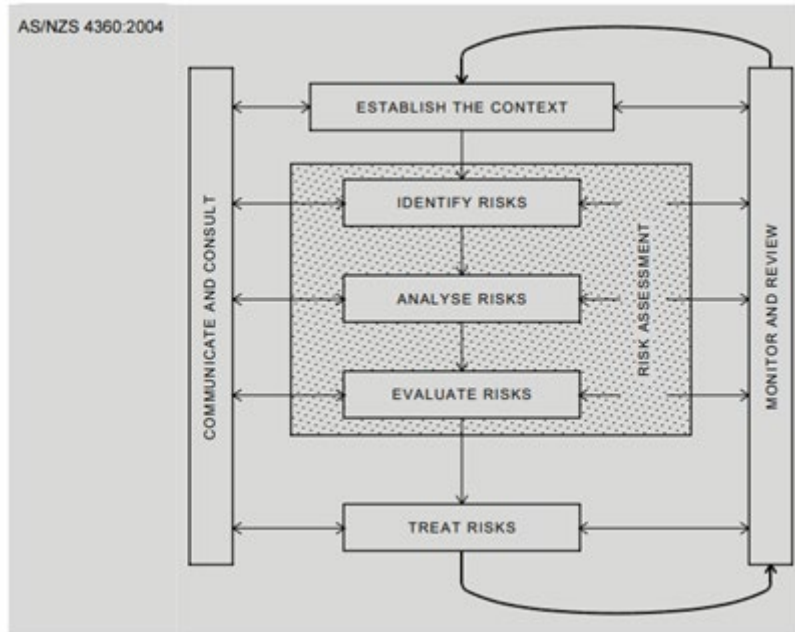 AS/NZS 4360:2004
COMMUNICATE AND CONSULT
ESTABLISH THE CONTEXT
IDENTIFY RISKS
ANALYSE RISKS
EVALUATE RISKS
RISK ASSESSMENT
TREAT RISKS
MONITOR AND REVIEW